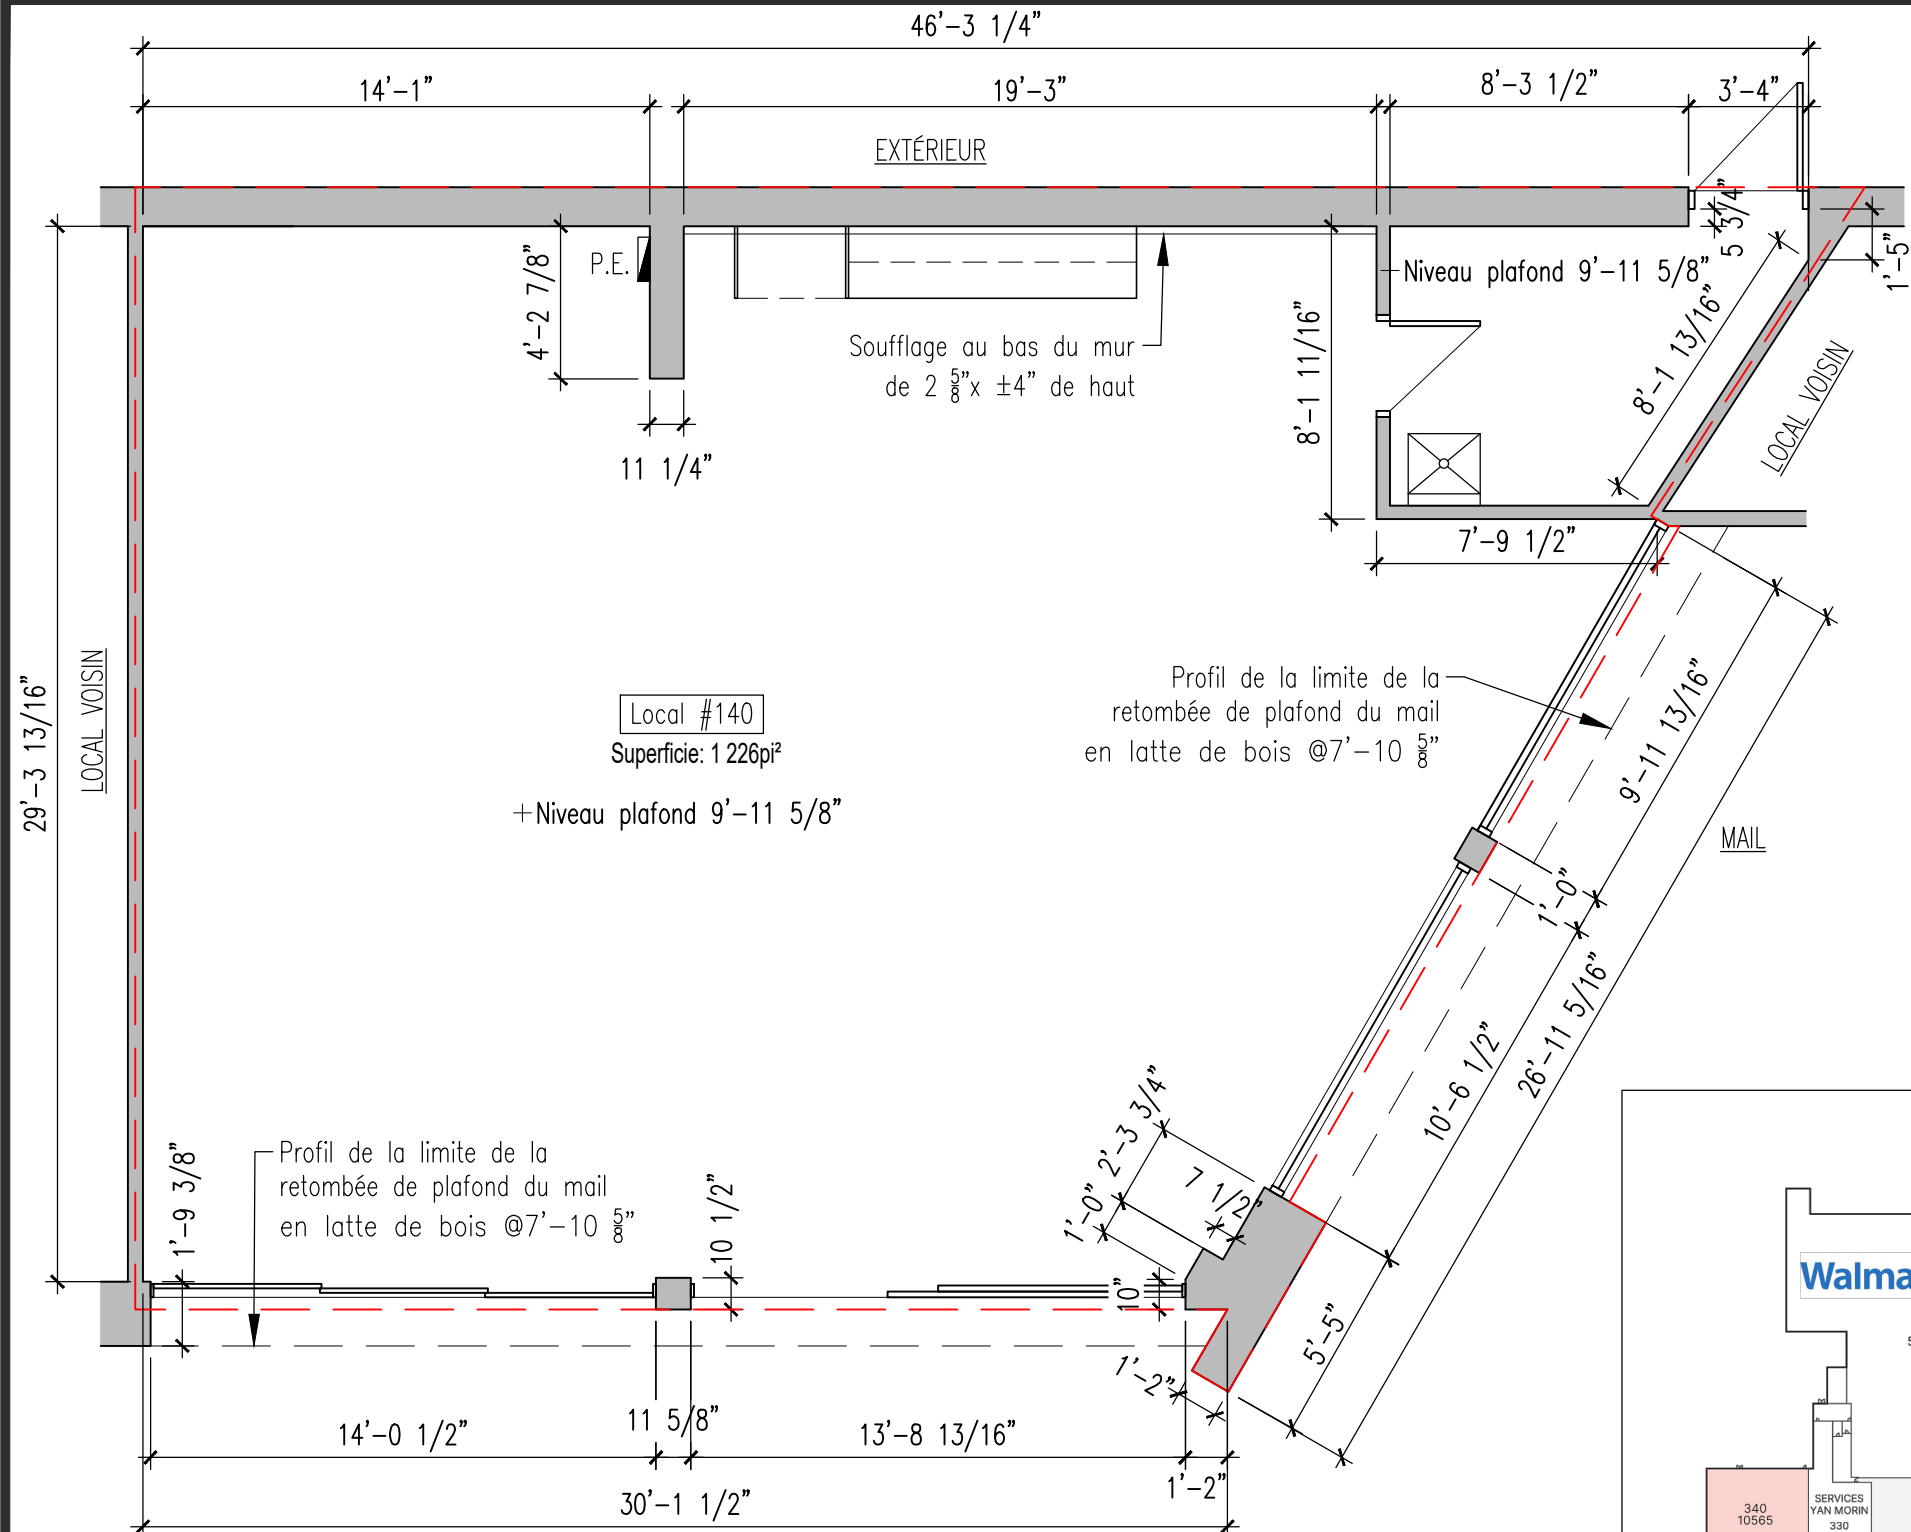 46'-3 1/4"
14'-1"
19'-3"
8'-3 1/2"
3'-4"
EXTÉRIEUR
5 3/4"
1'-5"
P.E.
4'-2 7/8"
11 1/4"
Soufflage au bas du mur
de 2 5/8"x ±4" de haut
Niveau plafond 9'-11 5/8"
8'-1 11/16"
8'-1 13/16"
LOCAL VOISIN
7'-9 1/2"
29'-3 13/16"
LOCAL VOISIN
Local #140
Superficie: 1 226pi²
Niveau plafond 9'-11 5/8"
Profil de la limite de la
retombée de plafond du mail
en latte de bois @7'-10 5/8"
9'-11 13/16"
MAIL
1'-0"
10'-6 1/2"
26'-11 5/16"
2'-3 3/4"
1'-0"
7 1/2"
Profil de la limite de la
retombée de plafond du mail
en latte de bois @7'-10 5/8"
1'-9 3/8"
10 1/2"
10"
5'-5"
1'-2"
14'-0 1/2"
11 5/8"
13'-8 13/16"
1'-2"
30'-1 1/2"
Walma
340
10565
SERVICES
YAN MORIN
330